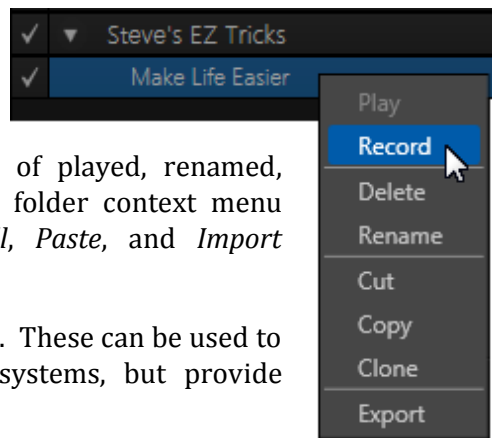 ✓ ▼ Steve's EZ Tricks
✓ Make Life Easier
Play
Record
Delete
Rename
Cut
Copy
Clone
Export
of played, renamed,
folder context menu
l, Paste, and Import
. These can be used to
systems, but provide